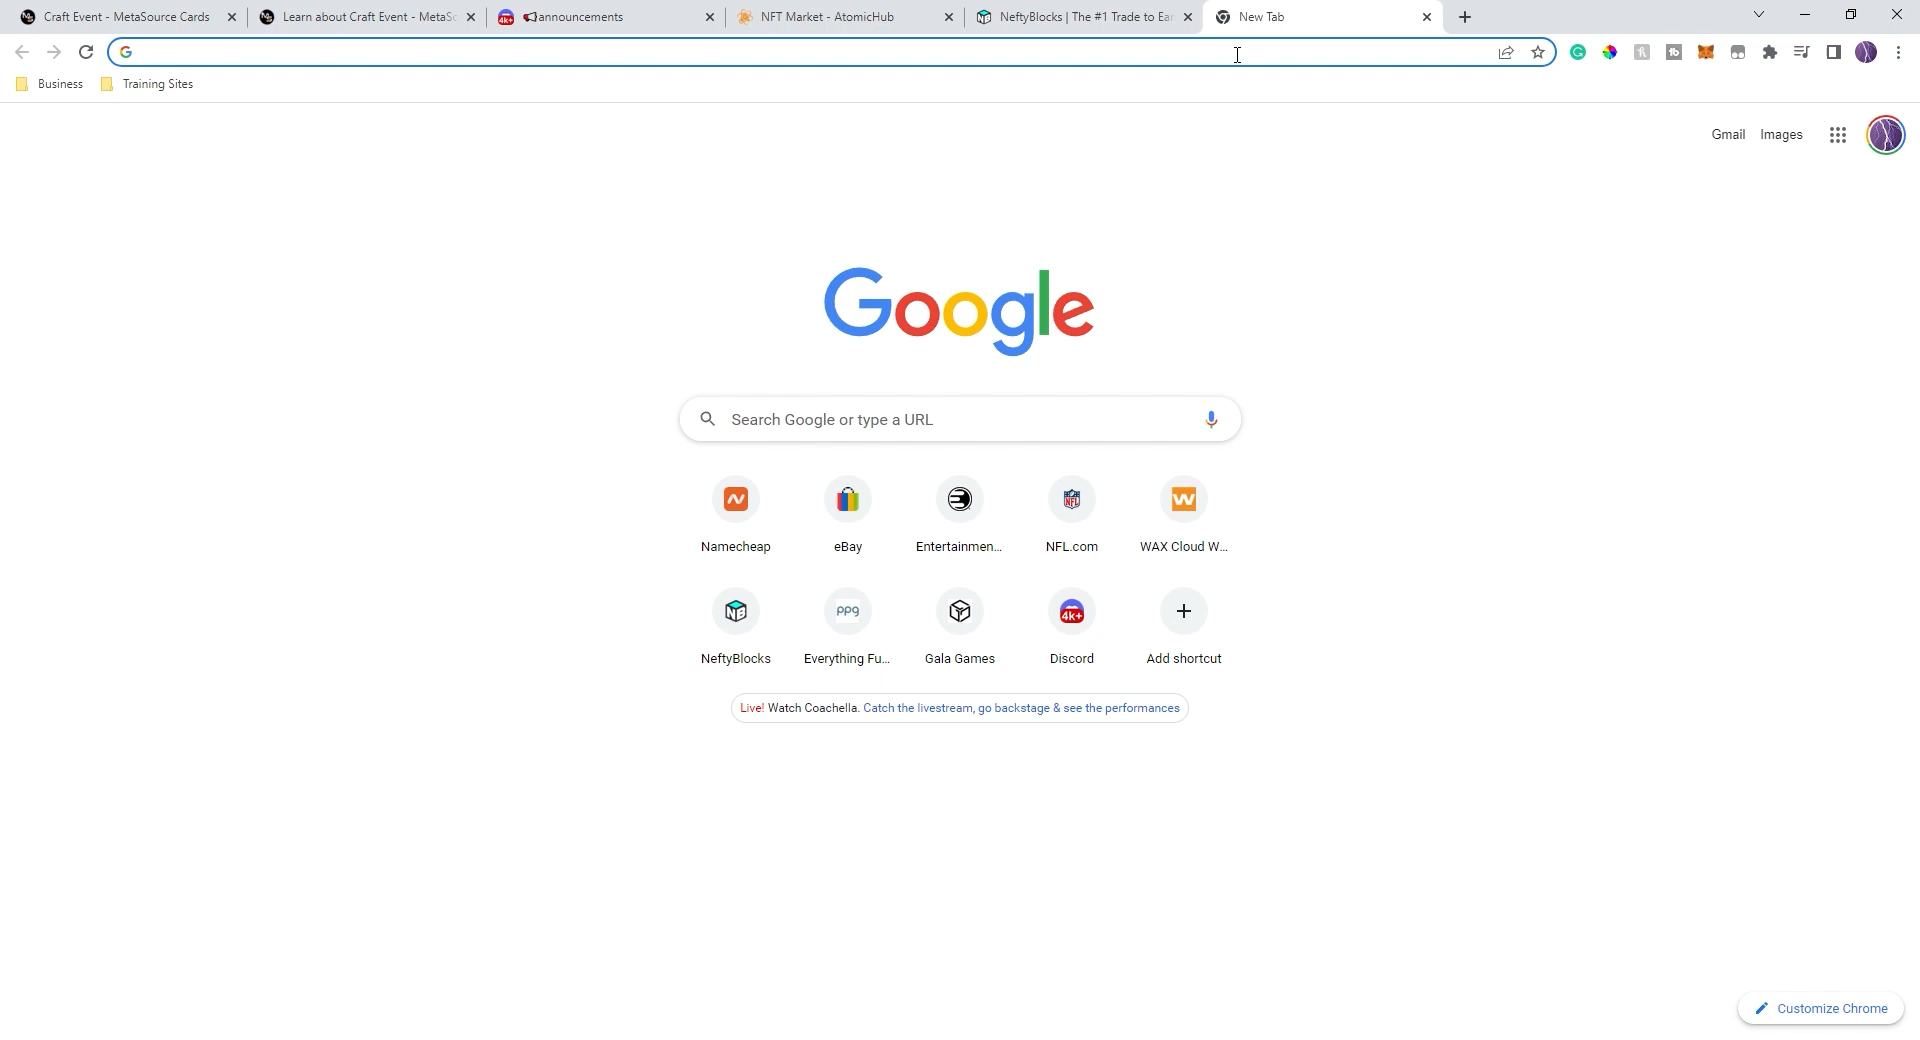 Craft Event - MetaSource Cards
Learn about Craft Event - MetaSc
4k+
announcements
NFT Market - AtomicHub
NeftyBlocks | The #1 Trade to Ear
New Tab
Business
Training Sites
Gmail
Images
Google
Search Google or type a URL
Namecheap
eBay
Entertainmen...
NFL.com
WAX Cloud W...
ppg
4k+
NeftyBlocks
Everything Fu...
Gala Games
Discord
Add shortcut
Live! Watch Coachella. Catch the livestream, go backstage & see the performances
Customize Chrome